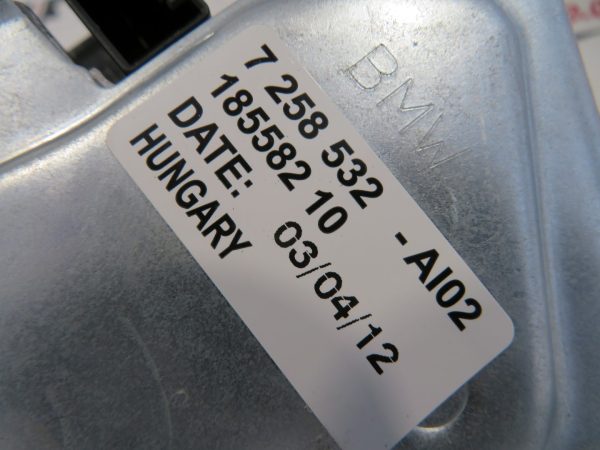 BMW
7 258 532 - AI02
185582 10
DATE: 03/04/12
HUNGARY